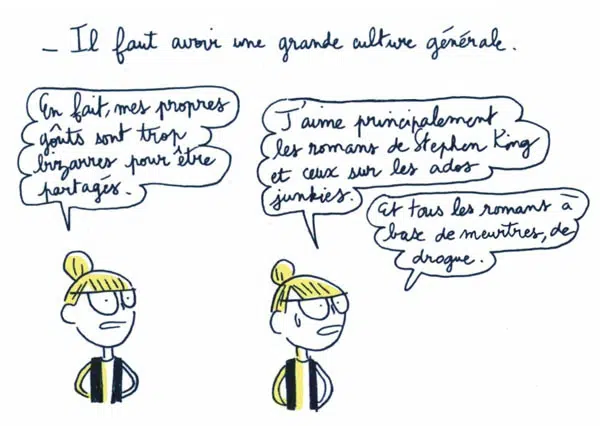 _ Il faut avoir une grande culture générale.
En fait, mes propres
goûts sont trop
bizarres pour être
partagés.
J'aime principalement
les romans de Stephen King
et ceux sur les ados
junkies.
Et tous les romans à
base de meurtres, de
drogue.